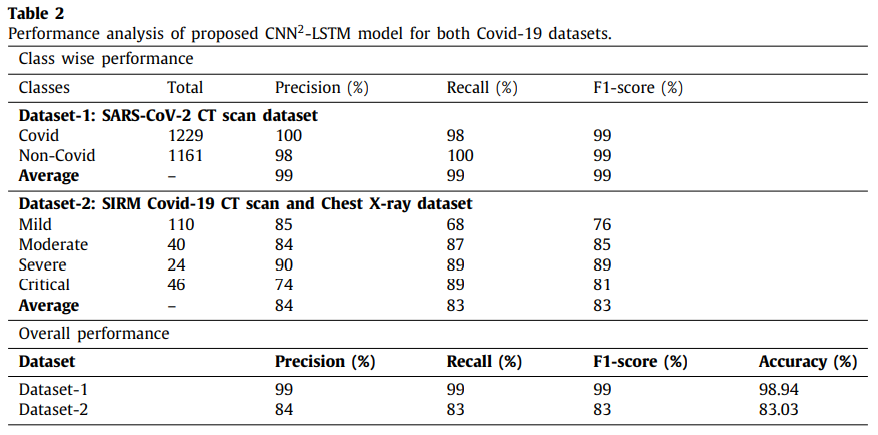 Table 2
Performance analysis of proposed CNN²-LSTM model for both Covid-19 datasets.
Class wise performance
Classes Total Precision (%) Recall (%) F1-score (%)
Dataset-1: SARS-CoV-2 CT scan dataset
Covid 1229 100 98 99
Non-Covid 1161 98 100 99
Average – 99 99 99
Dataset-2: SIRM Covid-19 CT scan and Chest X-ray dataset
Mild 110 85 68 76
Moderate 40 84 87 85
Severe 24 90 89 89
Critical 46 74 89 81
Average – 84 83 83
Overall performance
Dataset Precision (%) Recall (%) F1-score (%) Accuracy (%)
Dataset-1 99 99 99 98.94
Dataset-2 84 83 83 83.03